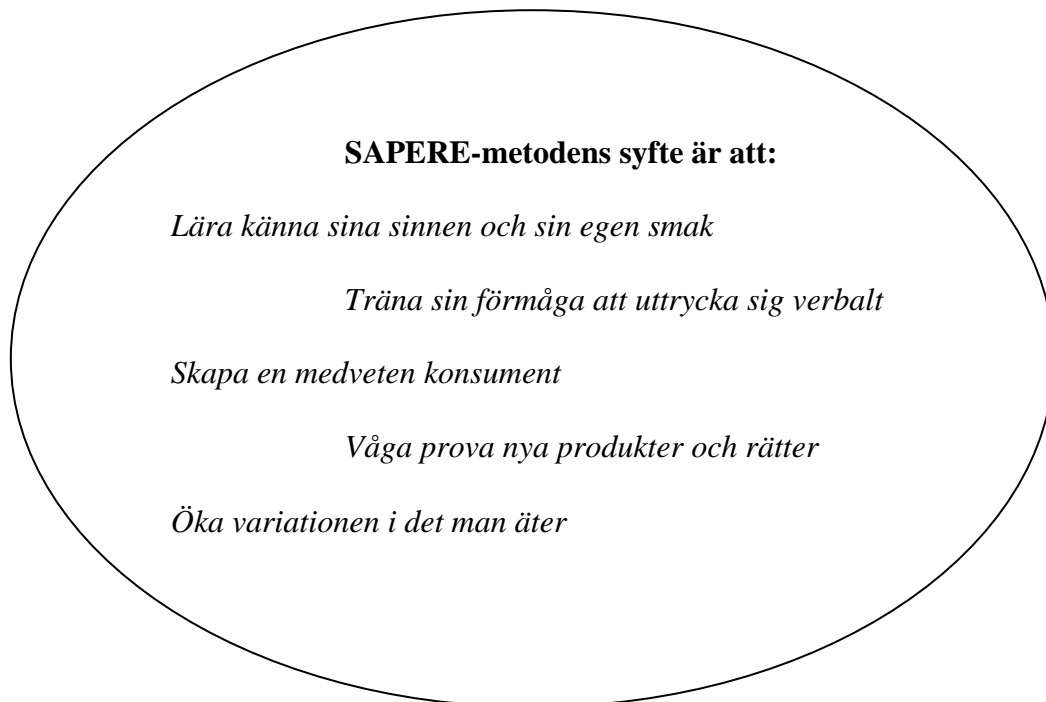 SAPERE-metodens syfte är att:
Lära känna sina sinnen och sin egen smak
Träna sin förmåga att uttrycka sig verbalt
Skapa en medveten konsument
Våga prova nya produkter och rätter
Öka variationen i det man äter